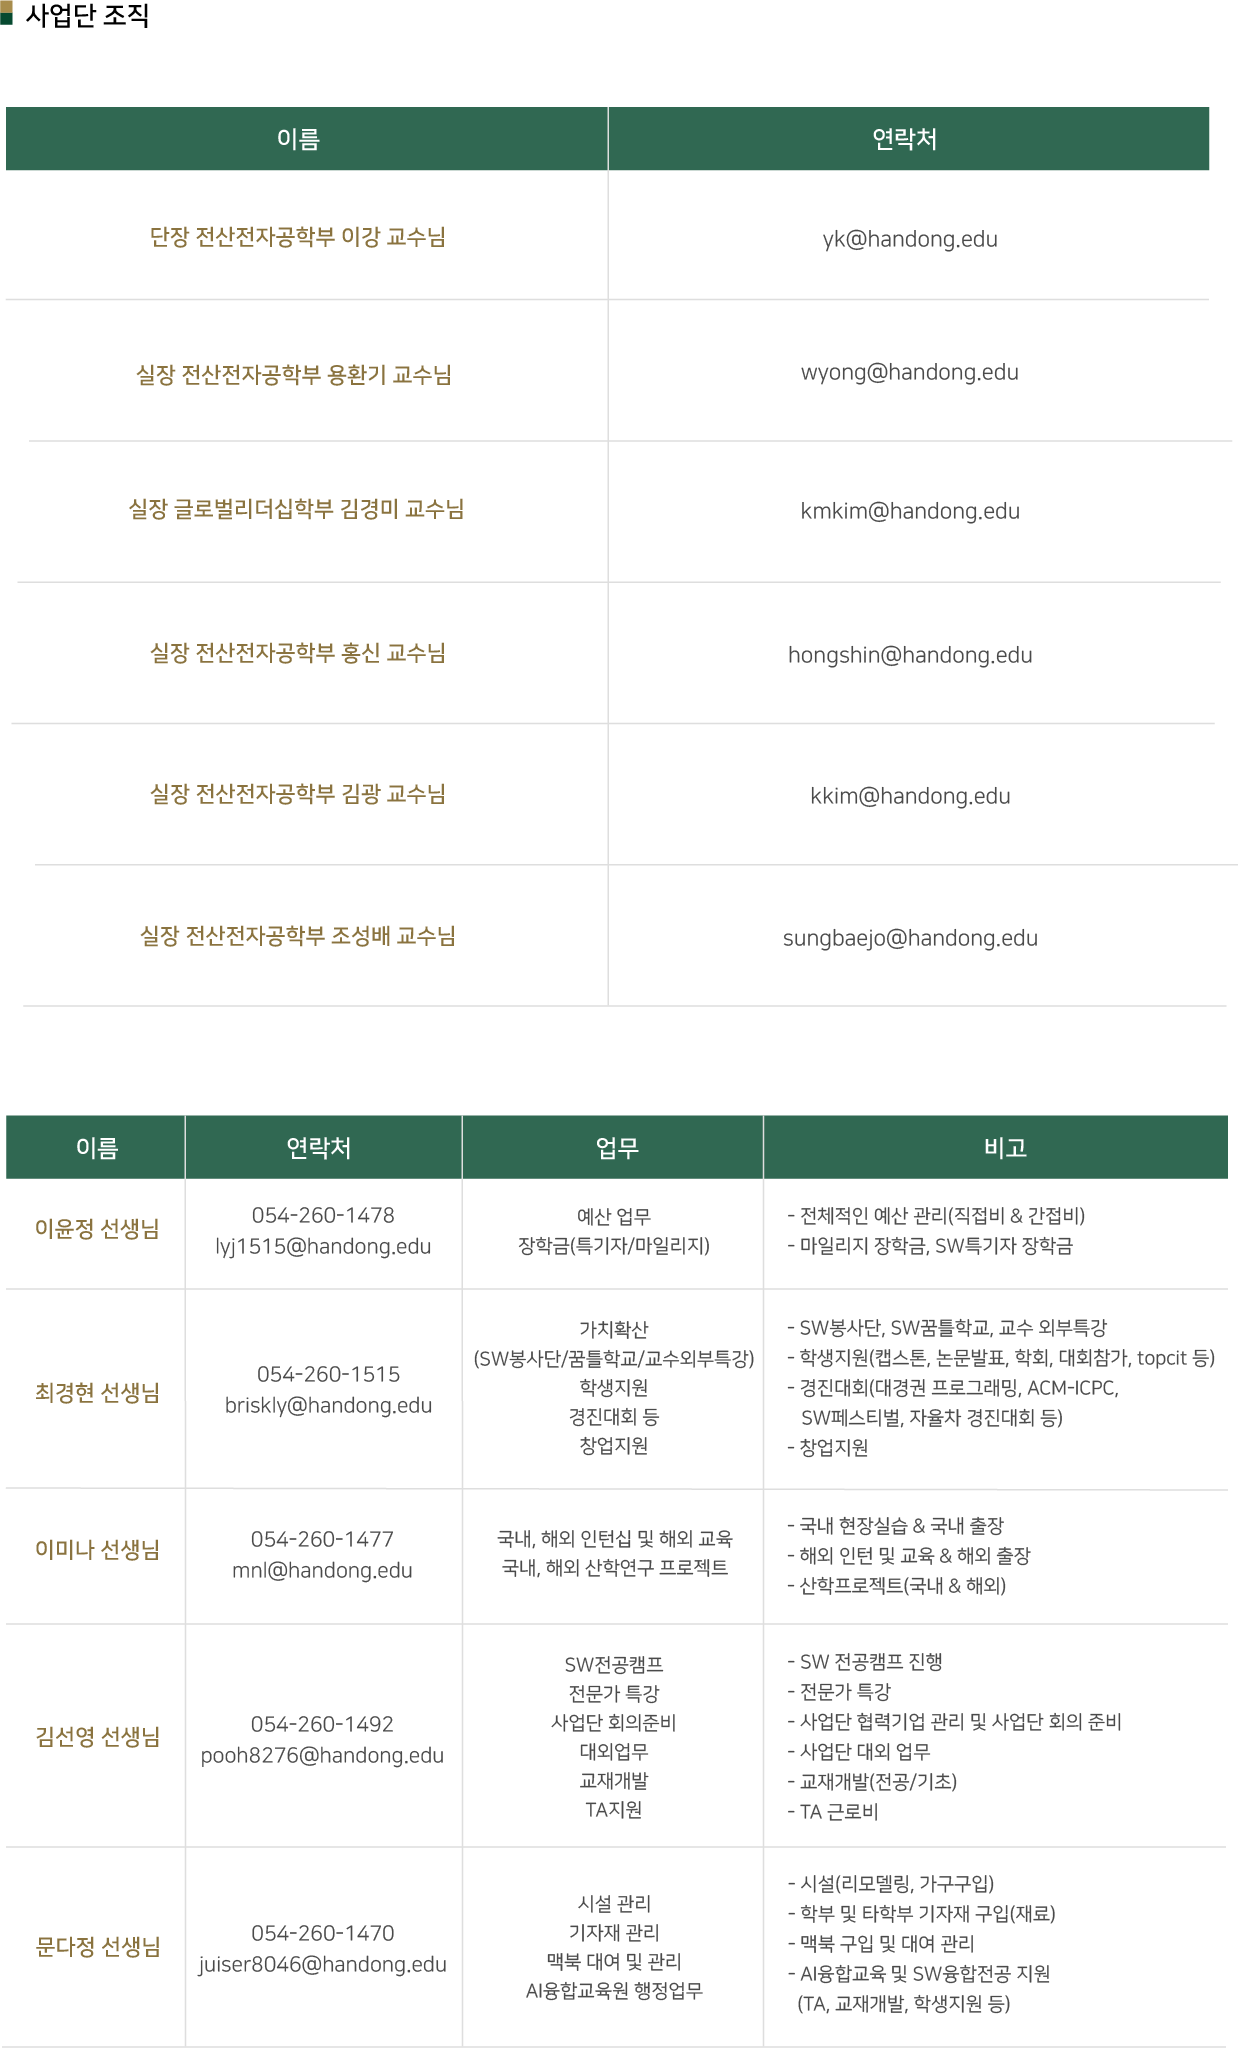 사업단 조직
이름 연락처
단장 전산전자공학부 이강 교수님 yk@handong.edu
실장 전산전자공학부 용환기 교수님 wyong@handong.edu
실장 글로벌리더십학부 김경미 교수님 kmkim@handong.edu
실장 전산전자공학부 홍신 교수님 hongshin@handong.edu
실장 전산전자공학부 김광 교수님 kkim@handong.edu
실장 전산전자공학부 조성배 교수님 sungbaejo@handong.edu
이름 연락처 업무 비고
이윤정 선생님
054-260-1478
lyj1515@handong.edu
예산 업무
장학금(특기자/마일리지)
- 전체적인 예산 관리(직접비 & 간접비)
- 마일리지 장학금, SW특기자 장학금
최경현 선생님
054-260-1515
briskly@handong.edu
가치확산
(SW봉사단/꿈틀학교/교수외부특강)
학생지원
경진대회 등
창업지원
- SW봉사단, SW꿈틀학교, 교수 외부특강
- 학생지원(캡스톤, 논문발표, 학회, 대회참가, topcit 등)
- 경진대회(대경권 프로그래밍, ACM-ICPC,
SW페스티벌, 자율차 경진대회 등)
- 창업지원
이미나 선생님
054-260-1477
mnl@handong.edu
국내, 해외 인턴십 및 해외 교육
국내, 해외 산학연구 프로젝트
- 국내 현장실습 & 국내 출장
- 해외 인턴 및 교육 & 해외 출장
- 산학프로젝트(국내 & 해외)
김선영 선생님
054-260-1492
pooh8276@handong.edu
SW전공캠프
전문가 특강
사업단 회의준비
대외업무
교재개발
TA지원
- SW 전공캠프 진행
- 전문가 특강
- 사업단 협력기업 관리 및 사업단 회의 준비
- 사업단 대외 업무
- 교재개발(전공/기초)
- TA 근로비
문다정 선생님
054-260-1470
juiser8046@handong.edu
시설 관리
기자재 관리
맥북 대여 및 관리
AI융합교육원 행정업무
- 시설(리모델링, 가구구입)
- 학부 및 타학부 기자재 구입(재료)
- 맥북 구입 및 대여 관리
- AI융합교육 및 SW융합전공 지원
(TA, 교재개발, 학생지원 등)